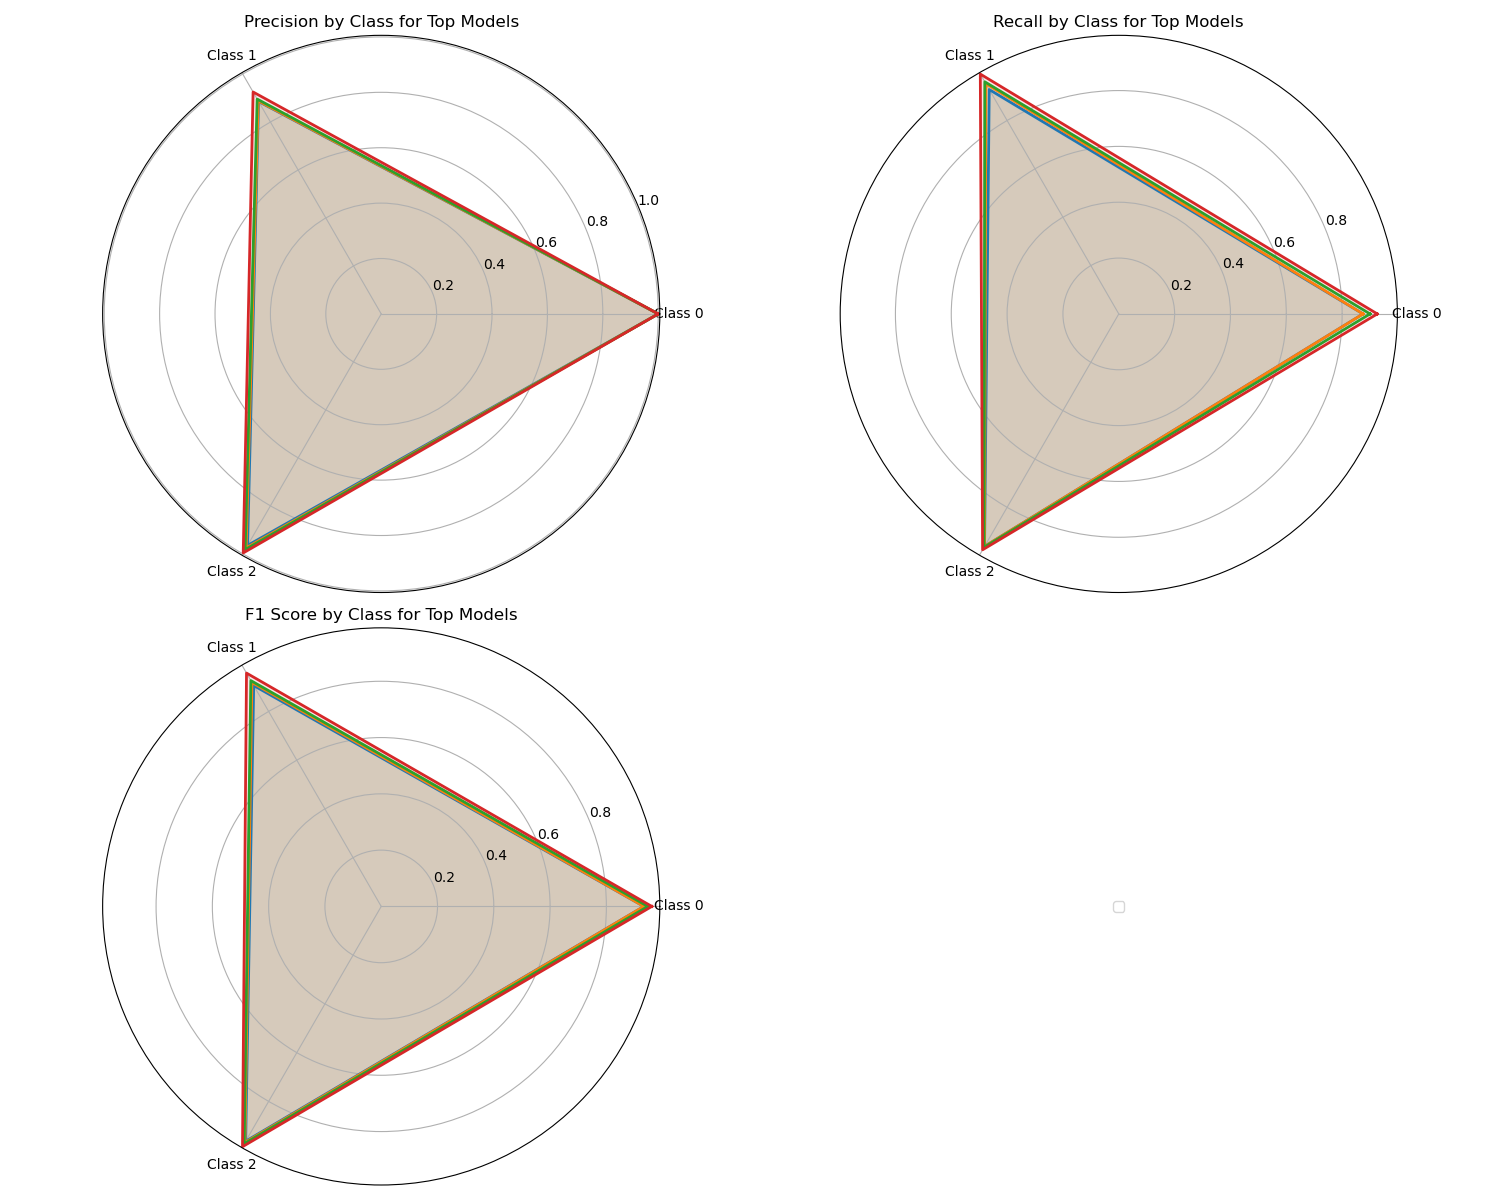 Precision by Class for Top Models
Class 1
1.0
0.8
0.6
0.4
0.2
Class 0
Class 2
Recall by Class for Top Models
Class 1
0.8
0.6
0.4
0.2
Class 0
Class 2
F1 Score by Class for Top Models
Class 1
0.8
0.6
0.4
0.2
Class 0
Class 2